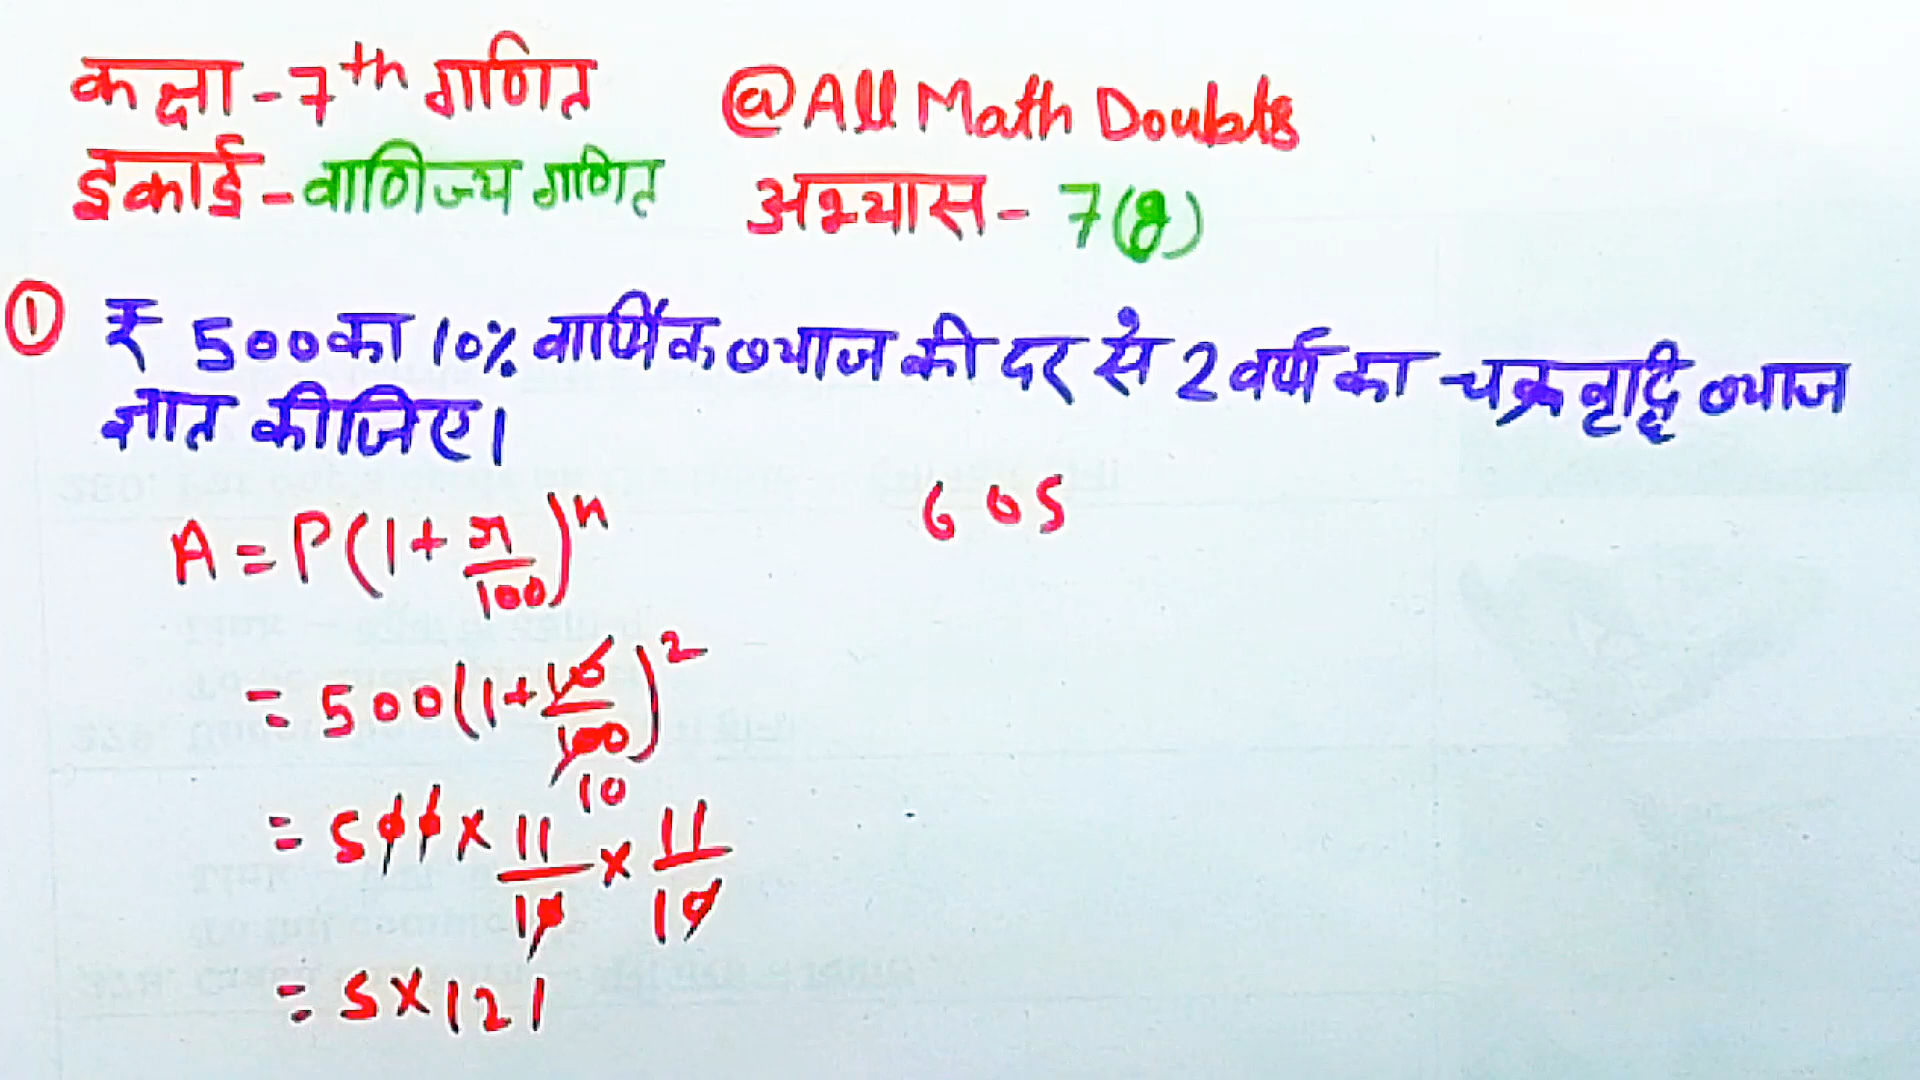 कक्षा-7th गणित @All Math Doubts
इकाई-वाणिज्य गणित अभ्यास- 7(g)
① ₹ 500 का 10% वार्षिक ब्याज की दर से 2 वर्ष का चक्रवृद्धि ब्याज
ज्ञात कीजिए।
A = P(1+r/100)^n 605
= 500(1+10/100)^2
10
= 500 × 11/10 × 11/10
= 5×121